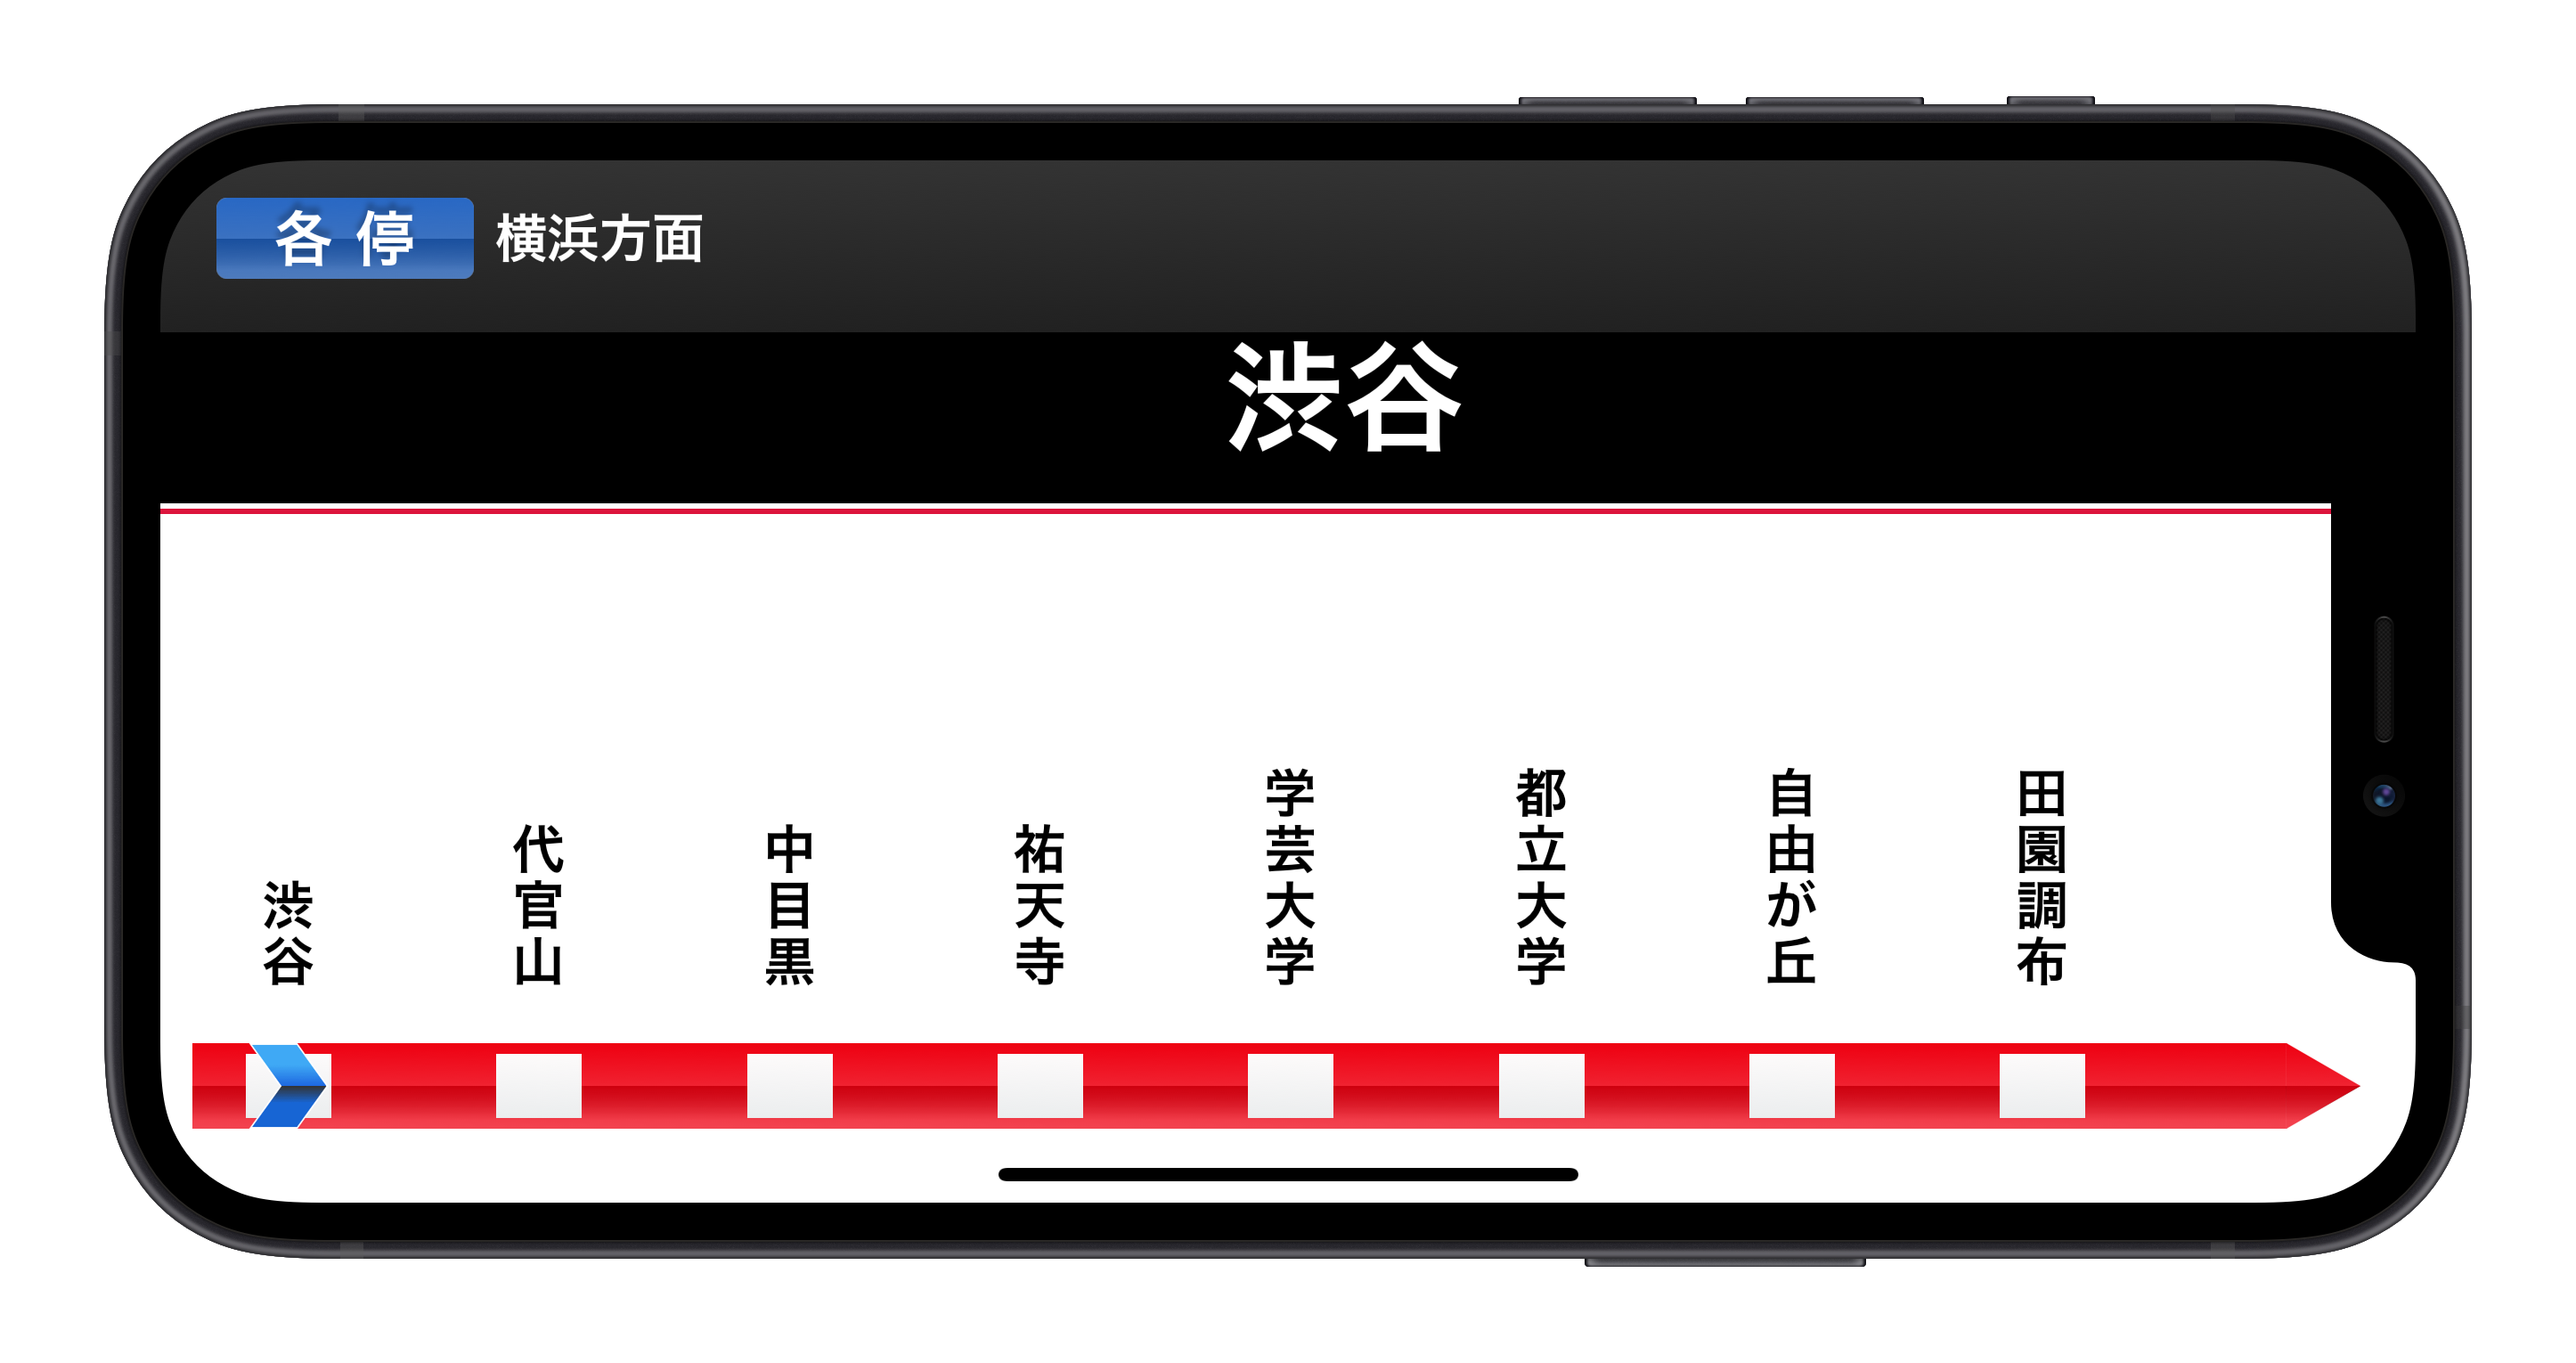 各停 横浜方面
渋谷
渋谷
代官山
中目黒
祐天寺
学芸大学
都立大学
自由が丘
田園調布